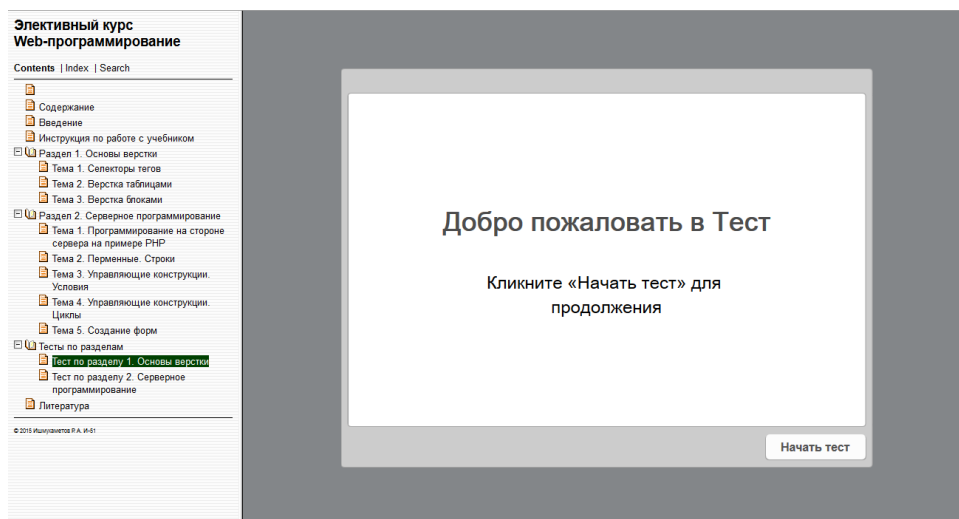 Элективный курс
Web-программирование
Contents | Index | Search
Содержание
Введение
Инструкция по работе с учебником
Раздел 1. Основы верстки
Тема 1. Селекторы тегов
Тема 2. Верстка таблицами
Тема 3. Верстка блоками
Раздел 2. Серверное программирование
Тема 1. Программирование на стороне
сервера на примере PHP
Тема 2. Перменные. Строки
Тема 3. Управляющие конструкции.
Условия
Тема 4. Управляющие конструкции.
Циклы
Тема 5. Создание форм
Тесты по разделам
Тест по разделу 1. Основы верстки
Тест по разделу 2. Серверное
программирование
Литература
© 2015 Ишмухаметов Р.А. И-51
Добро пожаловать в Тест
Кликните «Начать тест» для
продолжения
Начать тест